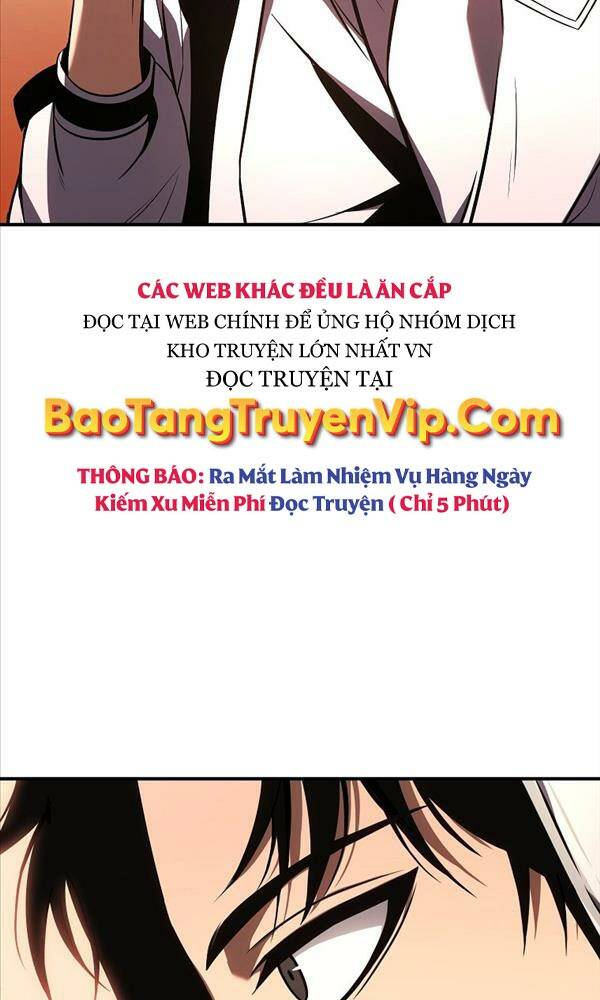 CÁC WEB KHÁC ĐỀU LÀ ĂN CẮP
ĐỌC TẠI WEB CHÍNH ĐỂ ỦNG HỘ NHÓM DỊCH
KHO TRUYỆN LỚN NHẤT VN
ĐỌC TRUYỆN TẠI
BaoTangTruyenVip.Com
THÔNG BÁO: Ra Mắt Làm Nhiệm Vụ Hàng Ngày
Kiếm Xu Miễn Phí Đọc Truyện ( Chỉ 5 Phút)